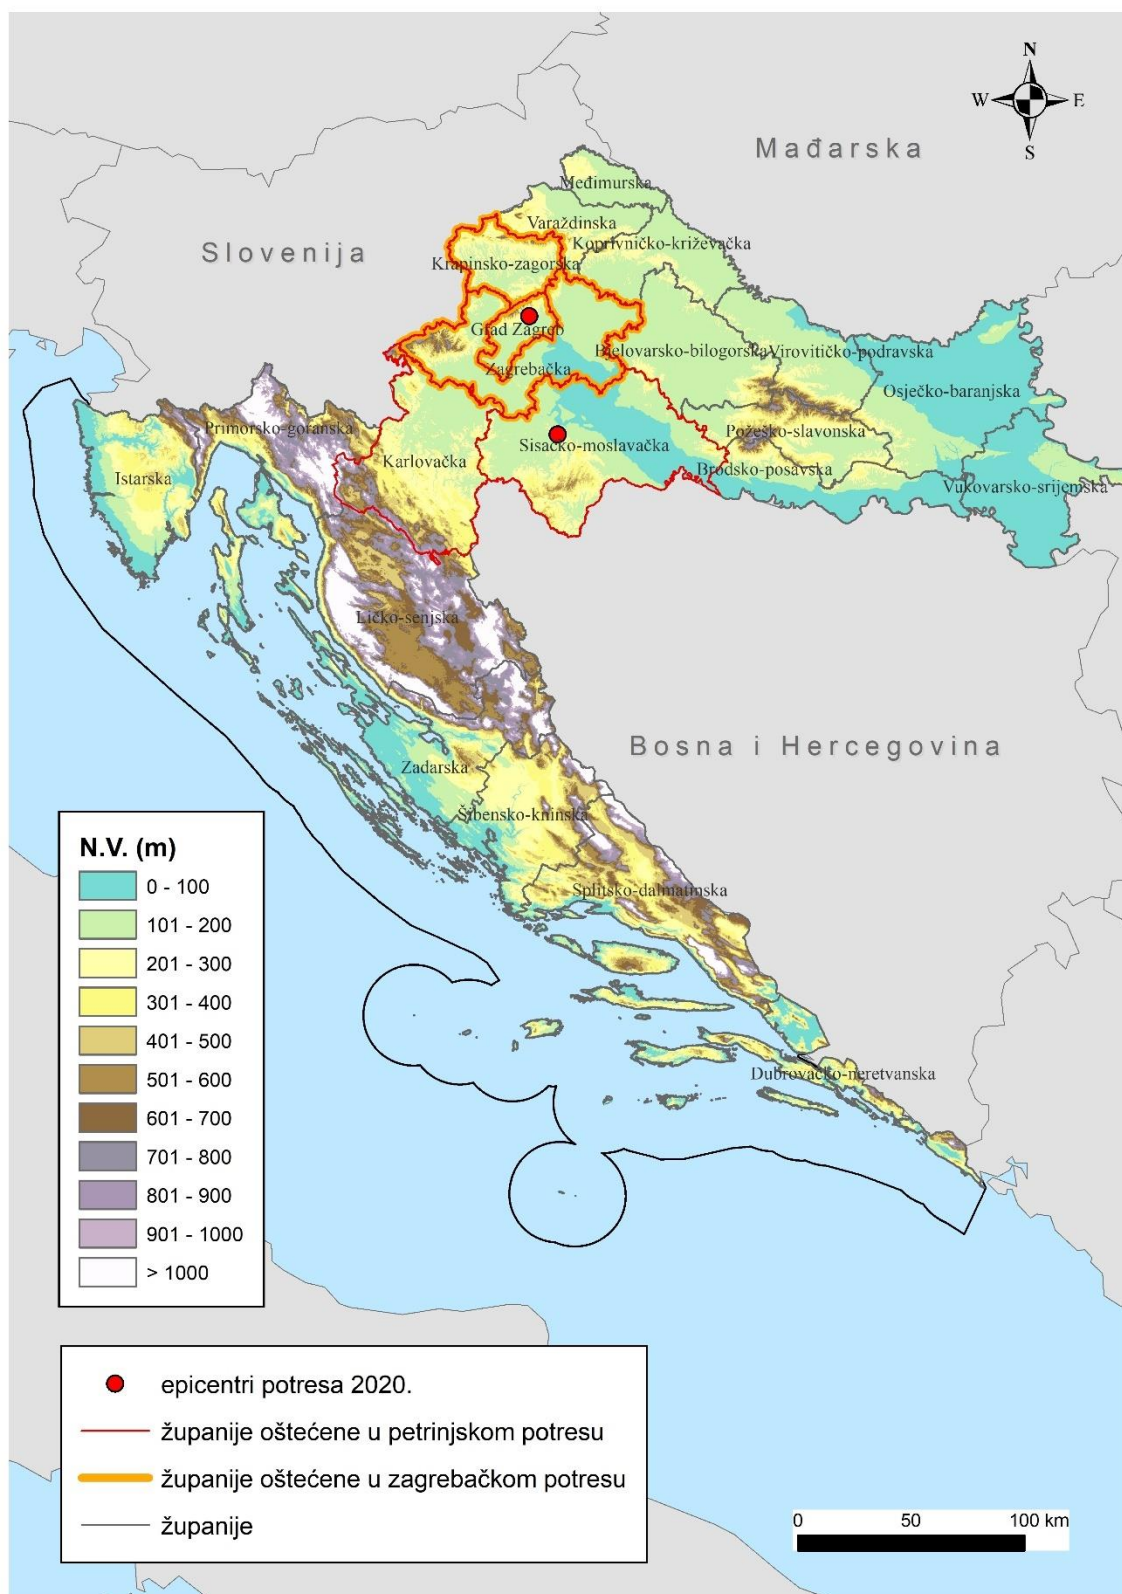 N
W E
S
Mađarska
Slovenija
Međimurska
Varaždinska
Koprivničko-križevačka
Krapinsko-zagorska
Grad Zagreb
Bjelovarsko-bilogorska
Virovitičko-podravska
Zagrebačka
Osječko-baranjska
Primorsko-goranska
Požeško-slavonska
Sisačko-moslavačka
Karlovačka
Brodsko-posavska
Istarska
Vukovarsko-srijemska
Ličko-senjska
Bosna i Hercegovina
Zadarska
Šibensko-kninska
Splitsko-dalmatinska
Dubrovačko-neretvanska
N.V. (m)
0 - 100
101 - 200
201 - 300
301 - 400
401 - 500
501 - 600
601 - 700
701 - 800
801 - 900
901 - 1000
> 1000
epicentri potresa 2020.
županije oštećene u petrinjskom potresu
županije oštećene u zagrebačkom potresu
županije
0 50 100 km